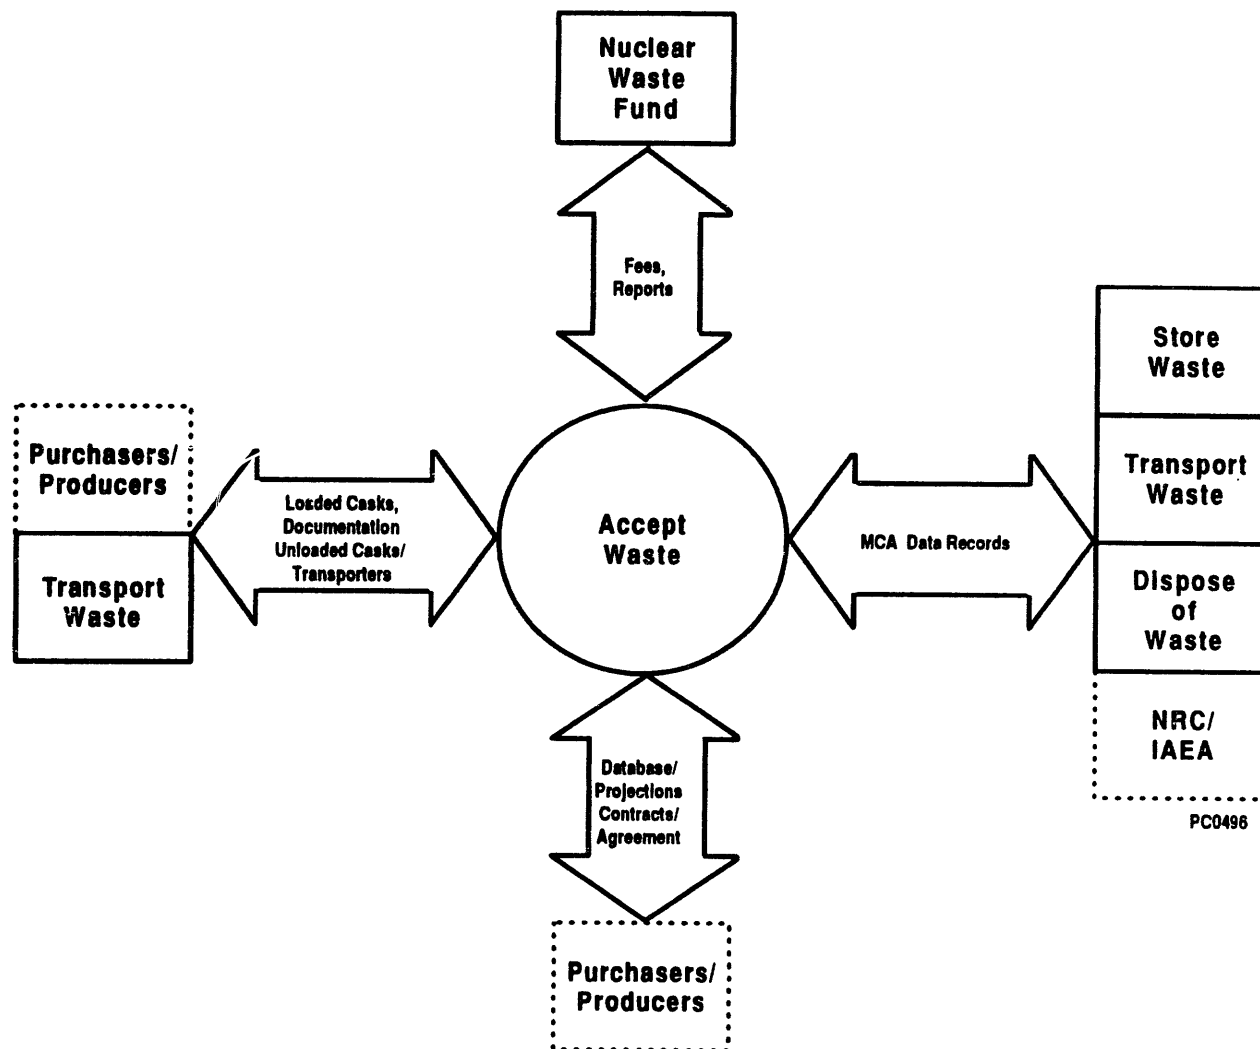 Nuclear
Waste
Fund
Fees,
Reports
Store
Waste
Purchasers/
Producers
Transport
Waste
Loaded Casks,
Documentation
Unloaded Casks/
Transporters
Accept
Waste
MCA Data Records
Transport
Waste
Dispose
of
Waste
NRC/
IAEA
PC0496
Database/
Projections
Contracts/
Agreement
Purchasers/
Producers